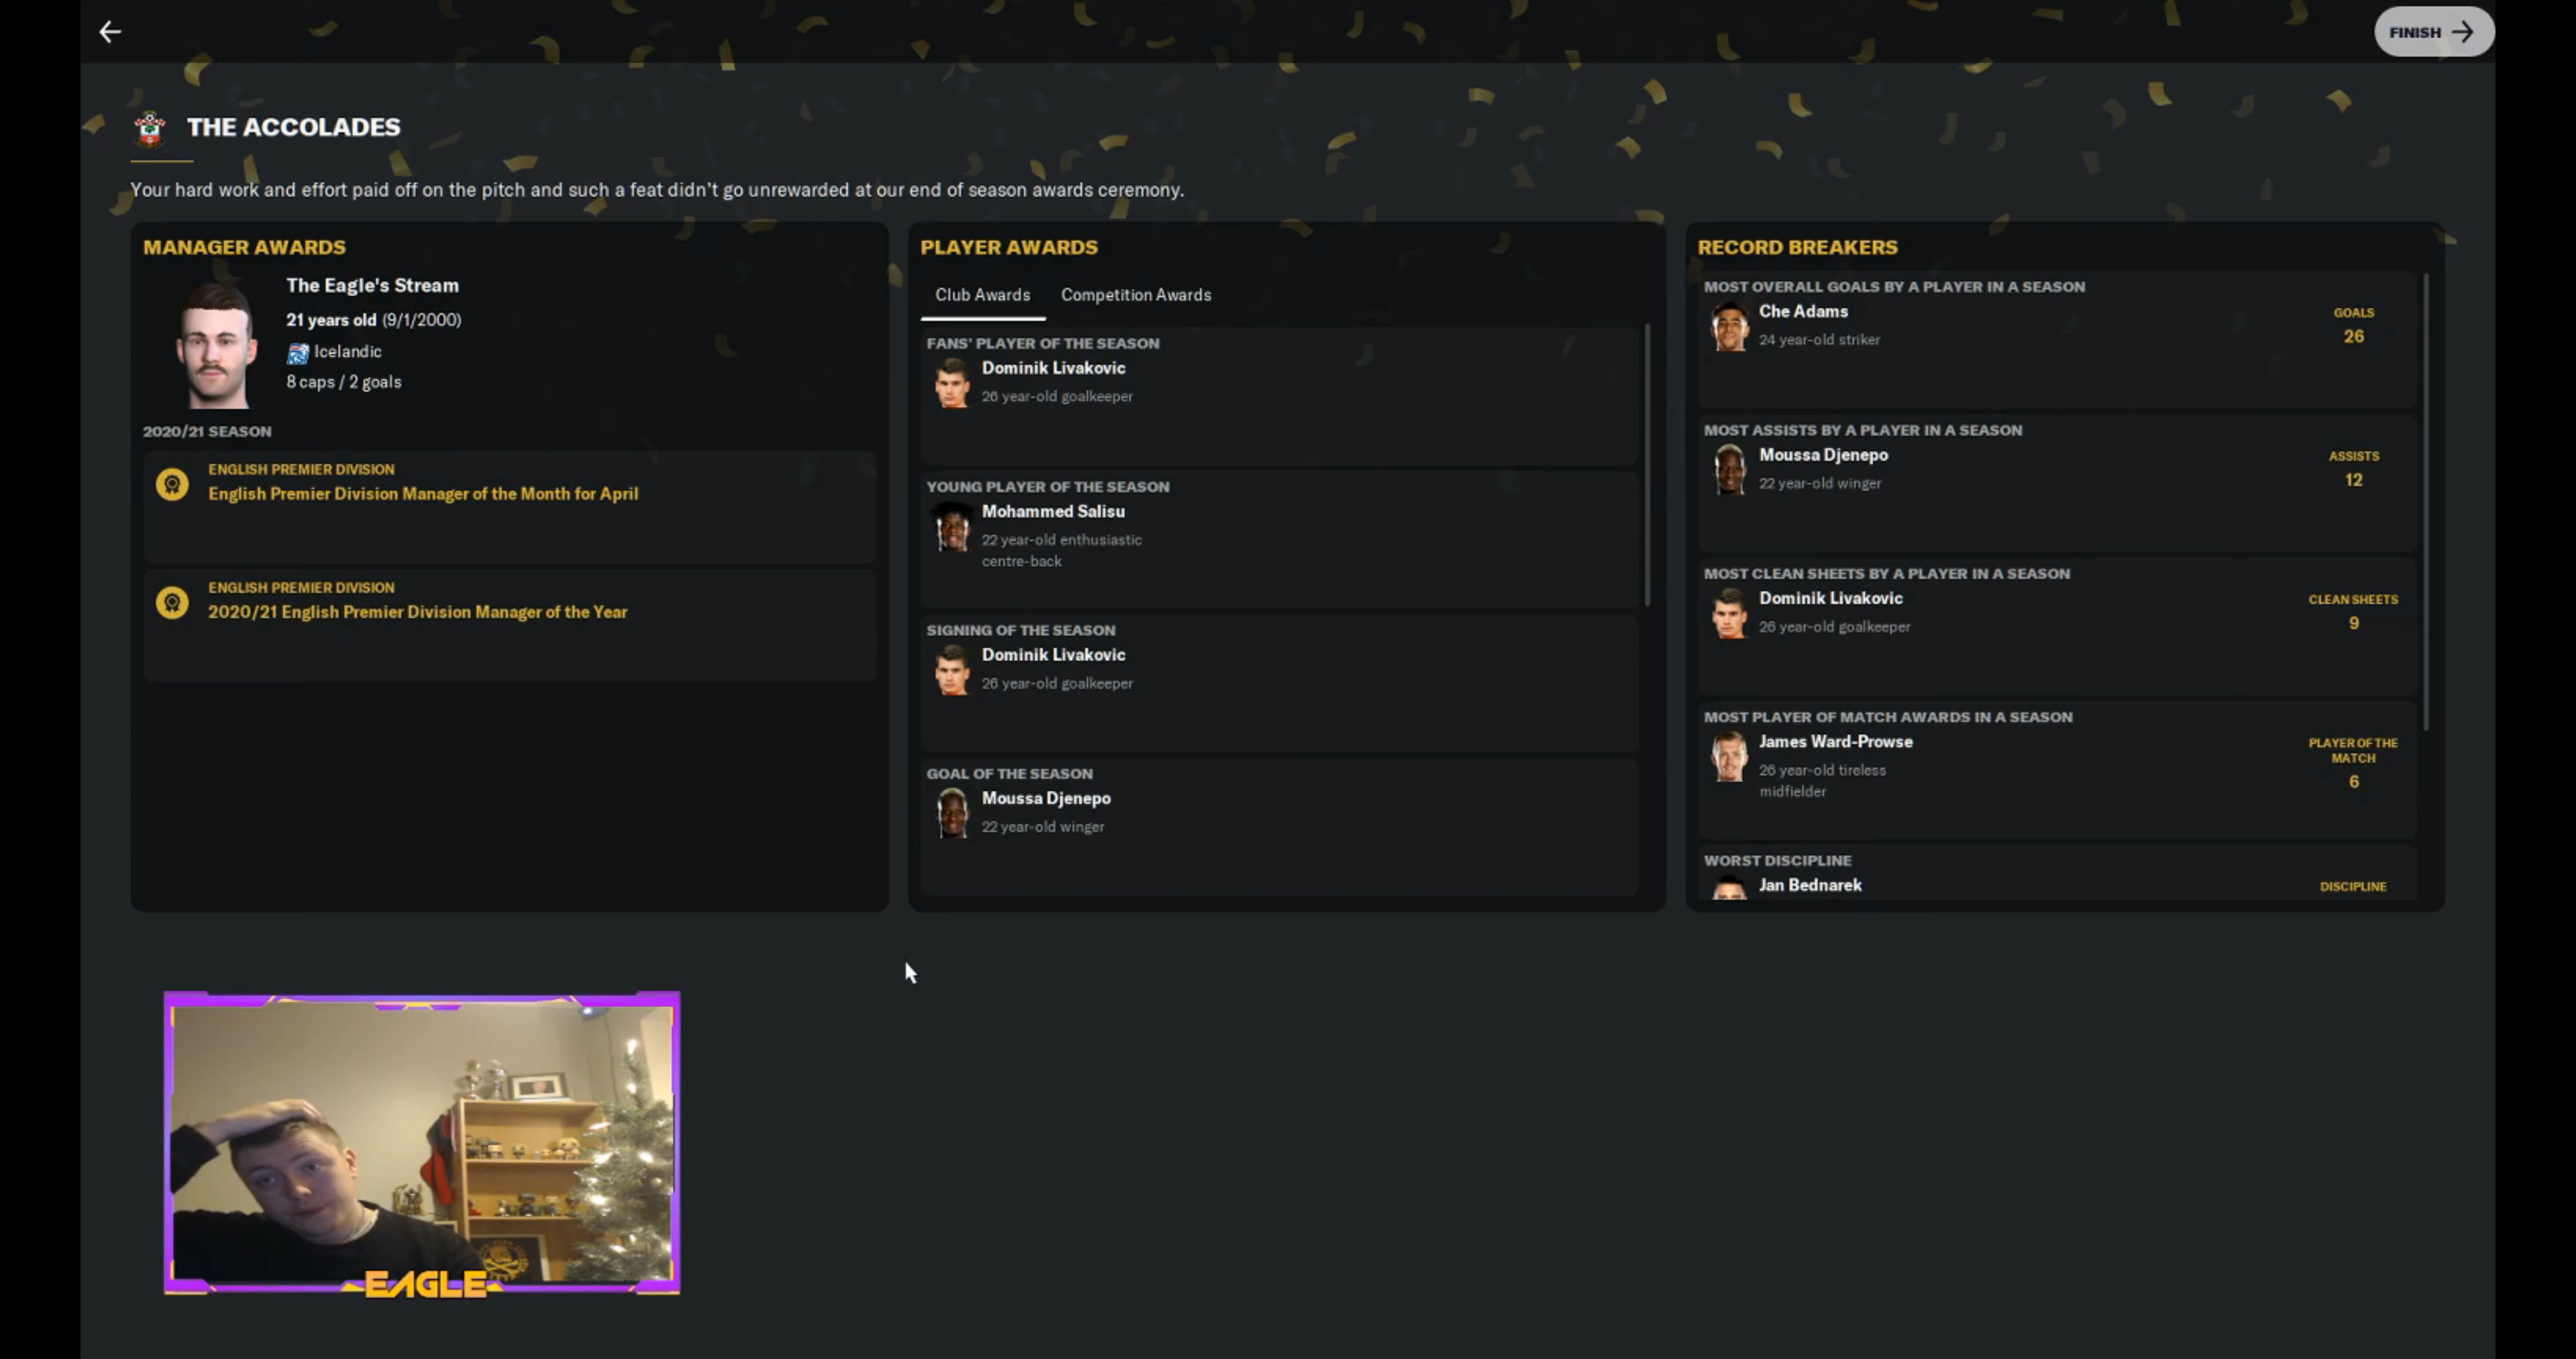 FINISH
THE ACCOLADES
Your hard work and effort paid off on the pitch and such a feat didn't go unrewarded at our end of season awards ceremony.
MANAGER AWARDS
The Eagle's Stream
21 years old (9/1/2000)
Icelandic
8 caps / 2 goals
2020/21 SEASON
ENGLISH PREMIER DIVISION
English Premier Division Manager of the Month for April
ENGLISH PREMIER DIVISION
2020/21 English Premier Division Manager of the Year
PLAYER AWARDS
Club Awards Competition Awards
FANS' PLAYER OF THE SEASON
Dominik Livakovic
26 year-old goalkeeper
YOUNG PLAYER OF THE SEASON
Mohammed Salisu
22 year-old enthusiastic
centre-back
SIGNING OF THE SEASON
Dominik Livakovic
26 year-old goalkeeper
GOAL OF THE SEASON
Moussa Djenepo
22 year-old winger
RECORD BREAKERS
MOST OVERALL GOALS BY A PLAYER IN A SEASON
Che Adams
24 year-old striker
GOALS
26
MOST ASSISTS BY A PLAYER IN A SEASON
Moussa Djenepo
22 year-old winger
ASSISTS
12
MOST CLEAN SHEETS BY A PLAYER IN A SEASON
Dominik Livakovic
26 year-old goalkeeper
CLEAN SHEETS
9
MOST PLAYER OF MATCH AWARDS IN A SEASON
James Ward-Prowse
26 year-old tireless
midfielder
PLAYER OF THE
MATCH
6
WORST DISCIPLINE
Jan Bednarek
DISCIPLINE
EAGLE